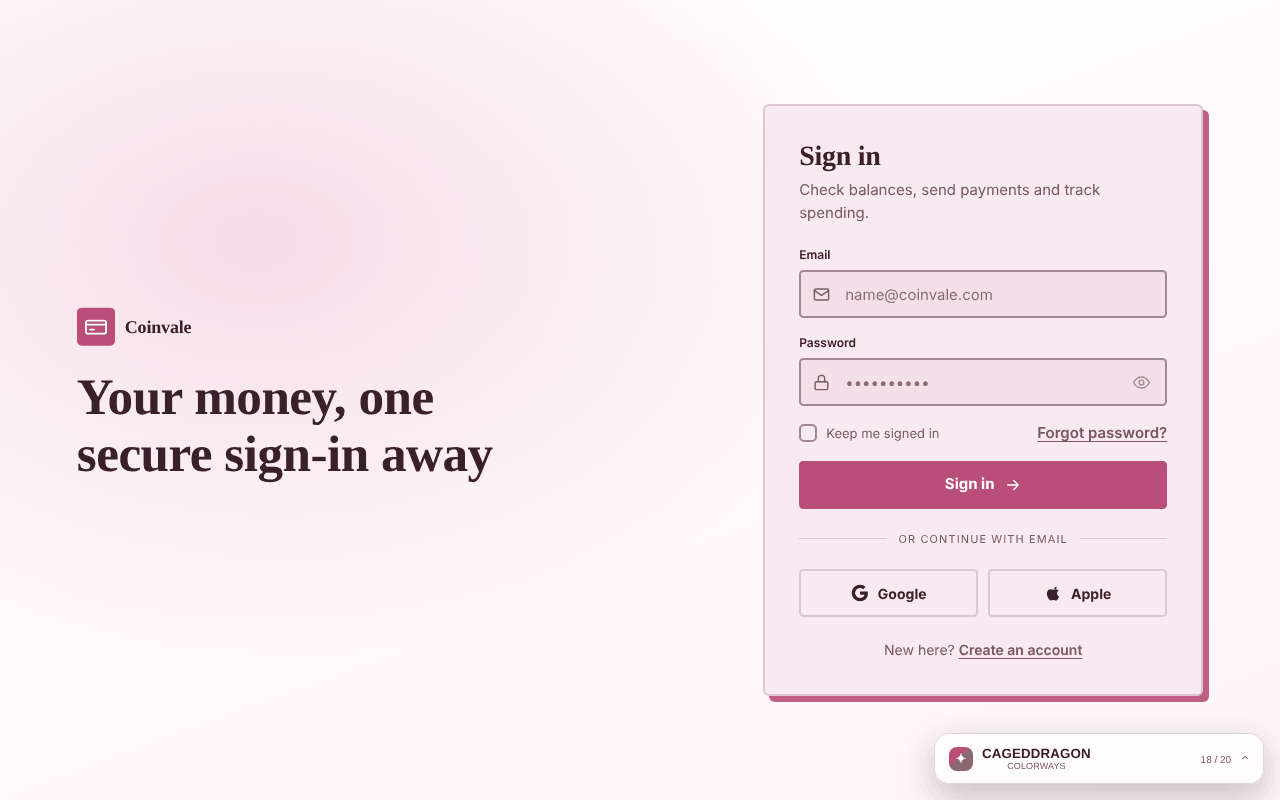 Coinvale
Your money, one
secure sign-in away
Sign in
Check balances, send payments and track
spending.
Email
name@coinvale.com
Password
••••••••••
Keep me signed in
Forgot password?
Sign in →
OR CONTINUE WITH EMAIL
Google
Apple
New here? Create an account
CAGEDDRAGON
COLORWAYS
18 / 20